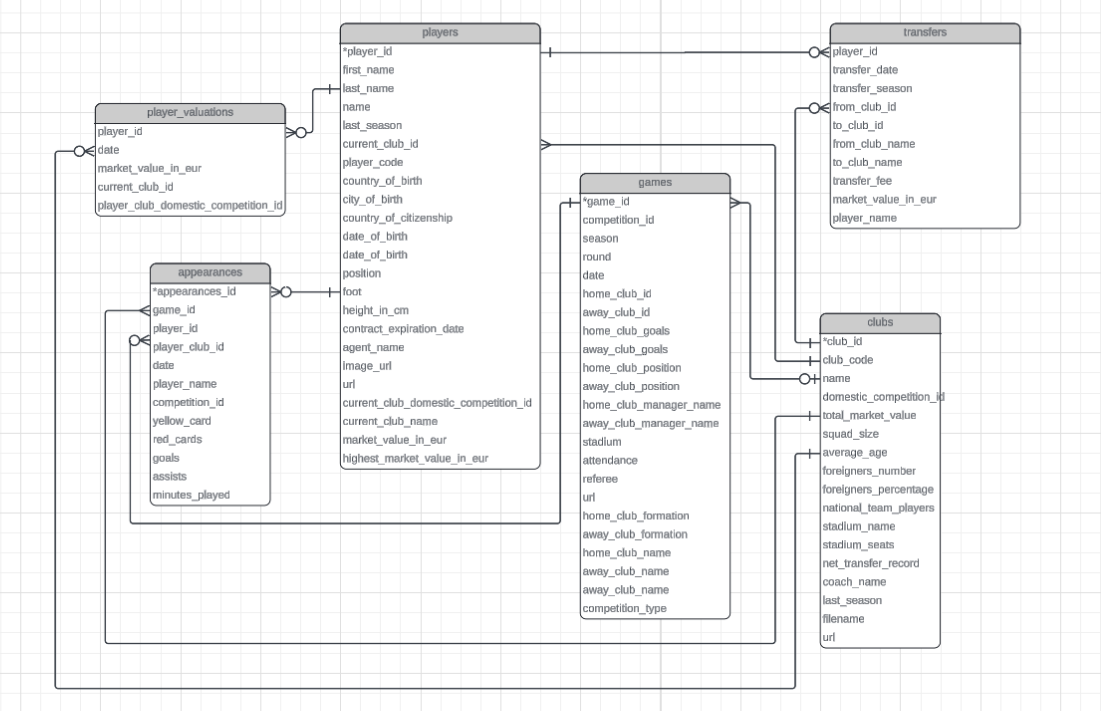 players
*player_id
first_name
last_name
name
last_season
current_club_id
player_code
country_of_birth
city_of_birth
country_of_citizenship
date_of_birth
date_of_birth
position
foot
height_in_cm
contract_expiration_date
agent_name
image_url
url
current_club_domestic_competition_id
current_club_name
market_value_in_eur
highest_market_value_in_eur
transfers
player_id
transfer_date
transfer_season
from_club_id
to_club_id
from_club_name
to_club_name
transfer_fee
market_value_in_eur
player_name
player_valuations
player_id
date
market_value_in_eur
current_club_id
player_club_domestic_competition_id
games
*game_id
competition_id
season
round
date
home_club_id
away_club_id
home_club_goals
away_club_goals
home_club_position
away_club_position
home_club_manager_name
away_club_manager_name
stadium
attendance
referee
url
home_club_formation
away_club_formation
home_club_name
away_club_name
away_club_name
competition_type
appearances
*appearances_id
game_id
player_id
player_club_id
date
player_name
competition_id
yellow_card
red_cards
goals
assists
minutes_played
clubs
*club_id
club_code
name
domestic_competition_id
total_market_value
squad_size
average_age
foreigners_number
foreigners_percentage
national_team_players
stadium_name
stadium_seats
net_transfer_record
coach_name
last_season
filename
url